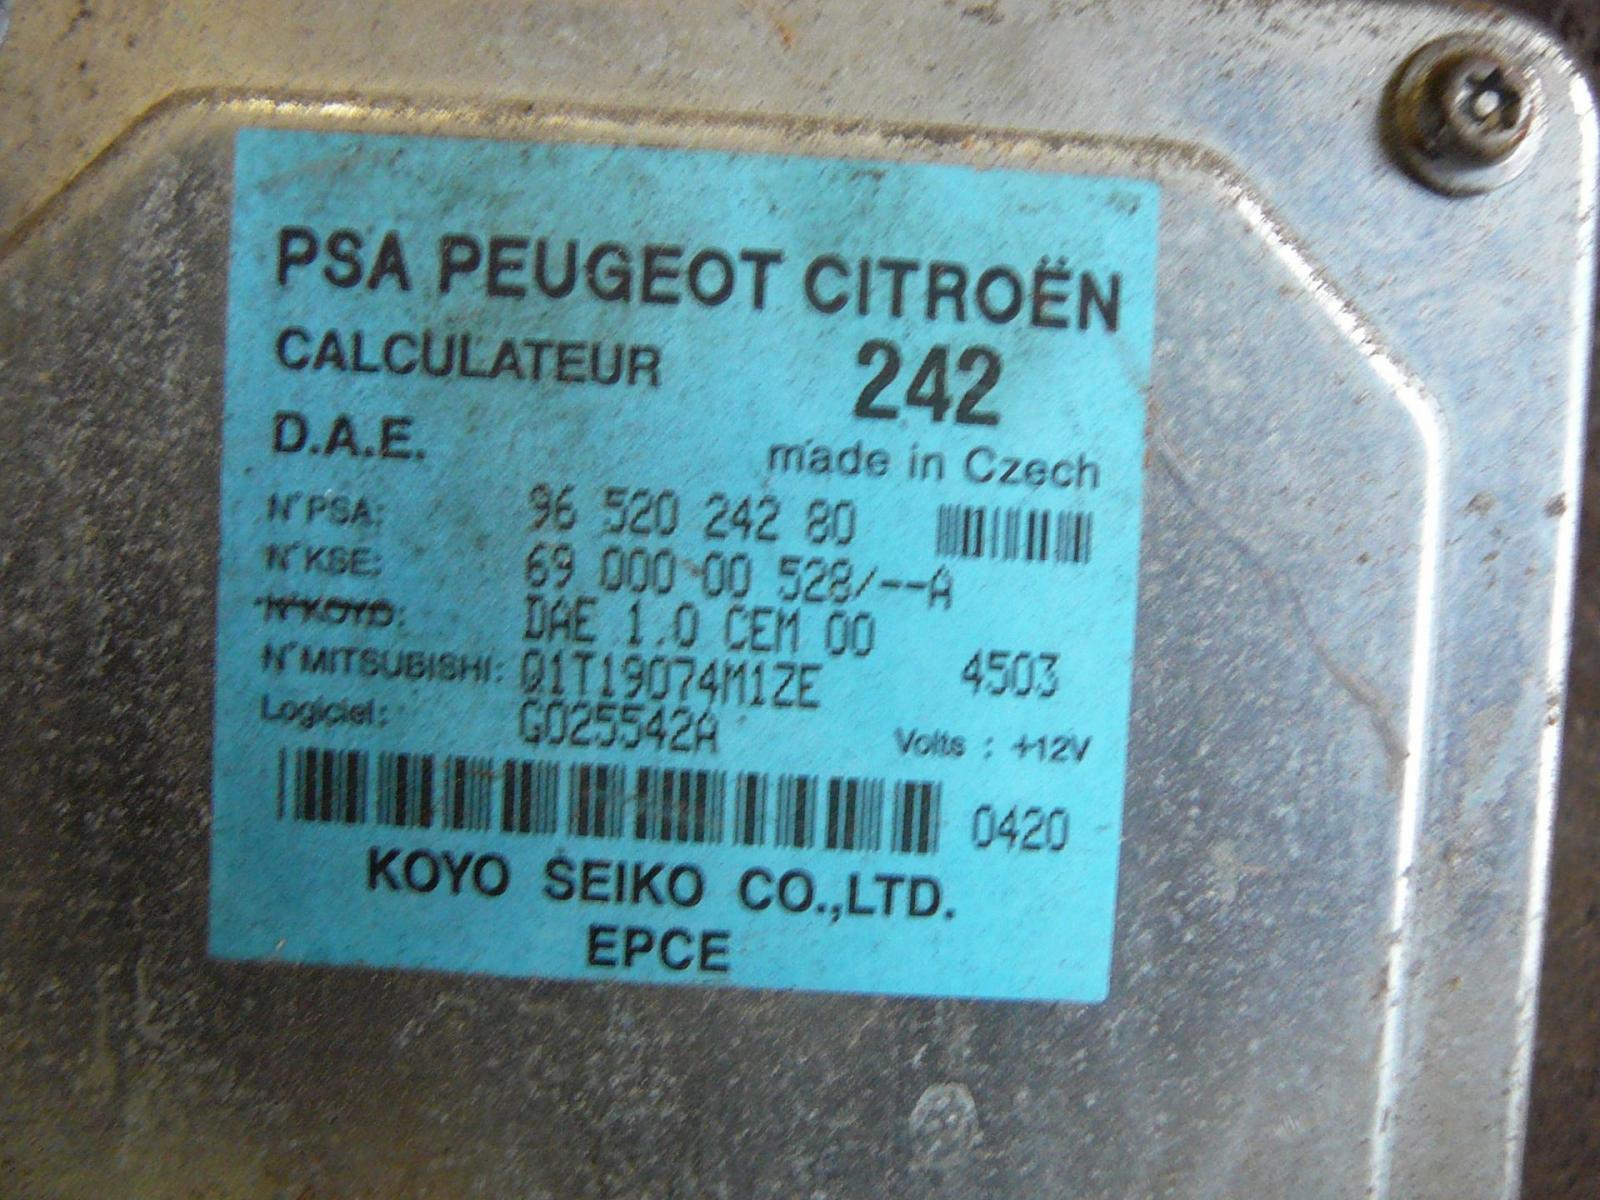 PSA PEUGEOT CITROËN
CALCULATEUR 242
D.A.E. made in Czech
N° PSA: 96 520 242 80
N° KSE: 69 000 00 528/--A
N° KOYO: DAE 1.0 CEM 00
N° MITSUBISHI: Q1T19074M1ZE 4503
Logiciel: G025542A Volts : +12V
0420
KOYO SEIKO CO.,LTD.
EPCE